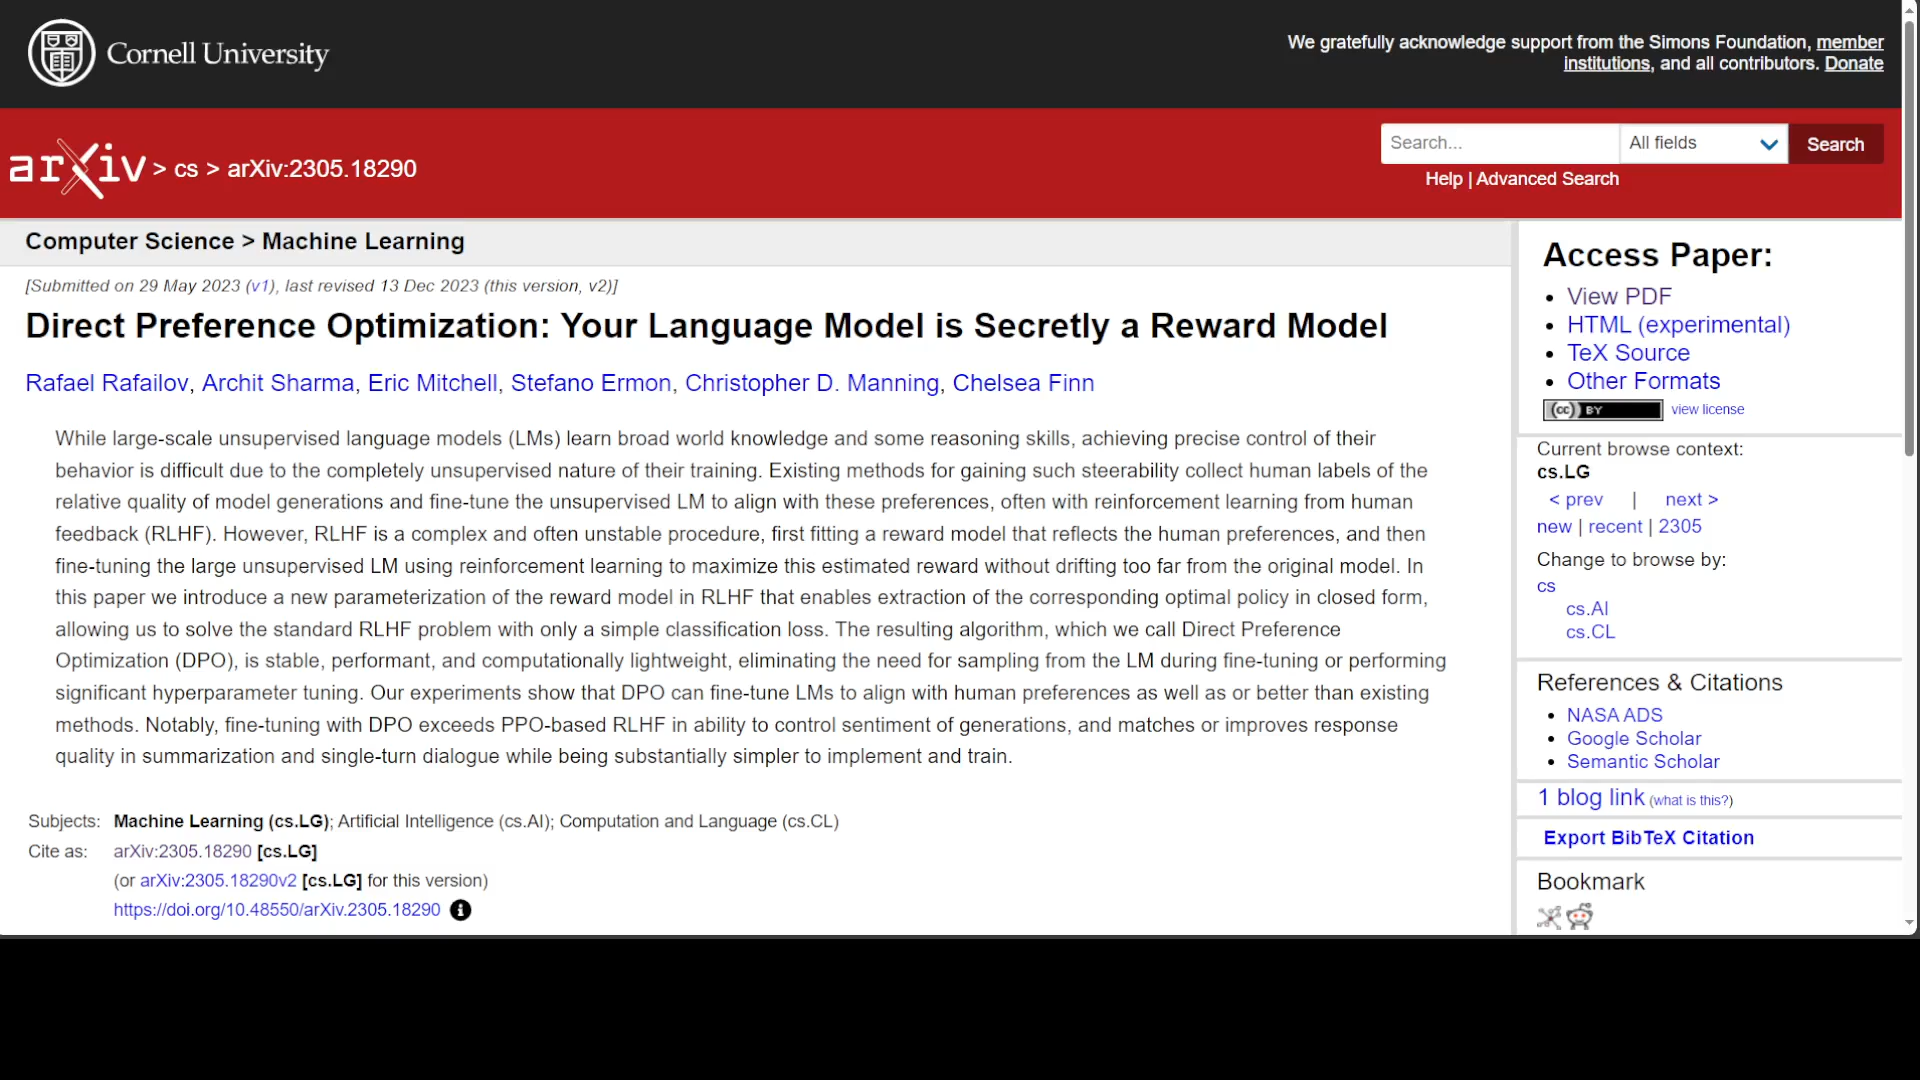 Cornell University
We gratefully acknowledge support from the Simons Foundation, member
institutions, and all contributors. Donate
arXiv > cs > arXiv:2305.18290
Search...
All fields
Search
Help | Advanced Search
Computer Science > Machine Learning
[Submitted on 29 May 2023 (v1), last revised 13 Dec 2023 (this version, v2)]
Direct Preference Optimization: Your Language Model is Secretly a Reward Model
Rafael Rafailov, Archit Sharma, Eric Mitchell, Stefano Ermon, Christopher D. Manning, Chelsea Finn
While large-scale unsupervised language models (LMs) learn broad world knowledge and some reasoning skills, achieving precise control of their
behavior is difficult due to the completely unsupervised nature of their training. Existing methods for gaining such steerability collect human labels of the
relative quality of model generations and fine-tune the unsupervised LM to align with these preferences, often with reinforcement learning from human
feedback (RLHF). However, RLHF is a complex and often unstable procedure, first fitting a reward model that reflects the human preferences, and then
fine-tuning the large unsupervised LM using reinforcement learning to maximize this estimated reward without drifting too far from the original model. In
this paper we introduce a new parameterization of the reward model in RLHF that enables extraction of the corresponding optimal policy in closed form,
allowing us to solve the standard RLHF problem with only a simple classification loss. The resulting algorithm, which we call Direct Preference
Optimization (DPO), is stable, performant, and computationally lightweight, eliminating the need for sampling from the LM during fine-tuning or performing
significant hyperparameter tuning. Our experiments show that DPO can fine-tune LMs to align with human preferences as well as or better than existing
methods. Notably, fine-tuning with DPO exceeds PPO-based RLHF in ability to control sentiment of generations, and matches or improves response
quality in summarization and single-turn dialogue while being substantially simpler to implement and train.
Subjects: Machine Learning (cs.LG); Artificial Intelligence (cs.AI); Computation and Language (cs.CL)
Cite as: arXiv:2305.18290 [cs.LG]
(or arXiv:2305.18290v2 [cs.LG] for this version)
https://doi.org/10.48550/arXiv.2305.18290
Access Paper:
View PDF
HTML (experimental)
TeX Source
Other Formats
(cc) BY view license
Current browse context:
cs.LG
< prev | next >
new | recent | 2305
Change to browse by:
cs
cs.AI
cs.CL
References & Citations
NASA ADS
Google Scholar
Semantic Scholar
1 blog link (what is this?)
Export BibTeX Citation
Bookmark